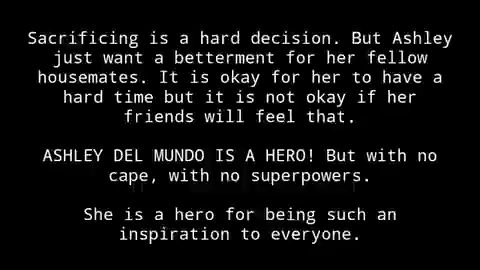 Sacrificing is a hard decision. But Ashley
just want a betterment for her fellow
housemates. It is okay for her to have a
hard time but it is not okay if her
friends will feel that.
ASHLEY DEL MUNDO IS A HERO! But with no
cape, with no superpowers.
She is a hero for being such an
inspiration to everyone.